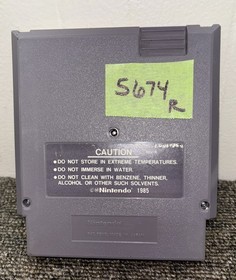 5674
R
CAUTION
• DO NOT STORE IN EXTREME TEMPERATURES.
• DO NOT IMMERSE IN WATER.
• DO NOT CLEAN WITH BENZENE, THINNER,
ALCOHOL OR OTHER SUCH SOLVENTS.
Nintendo 1985